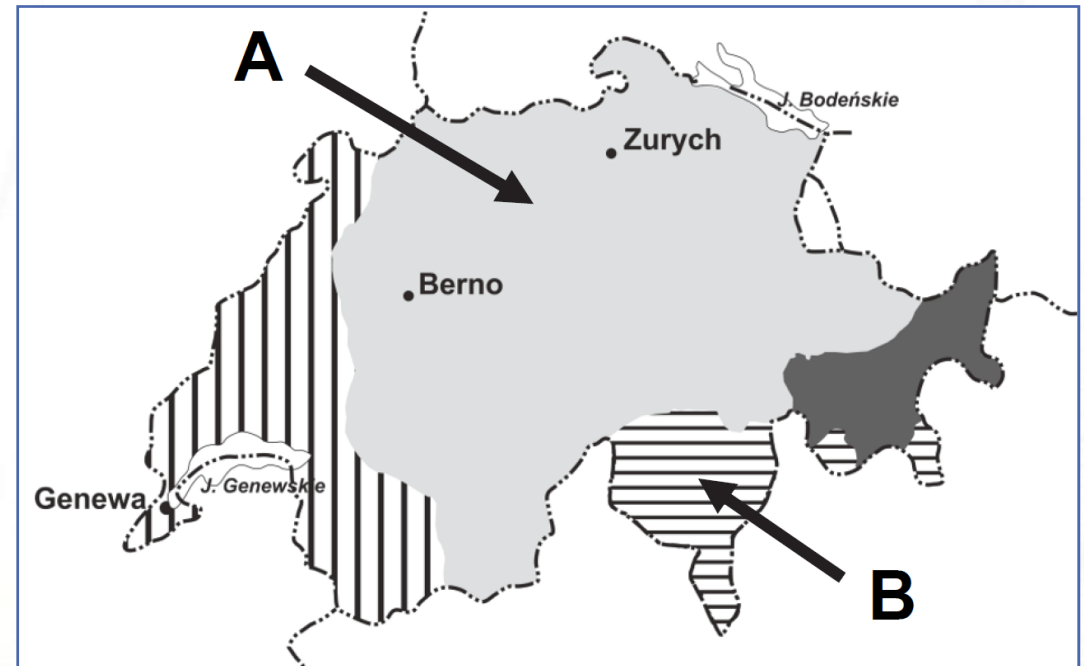 A
J. Bodeńskie
Zurych
Berno
J. Genewskie
Genewa
B